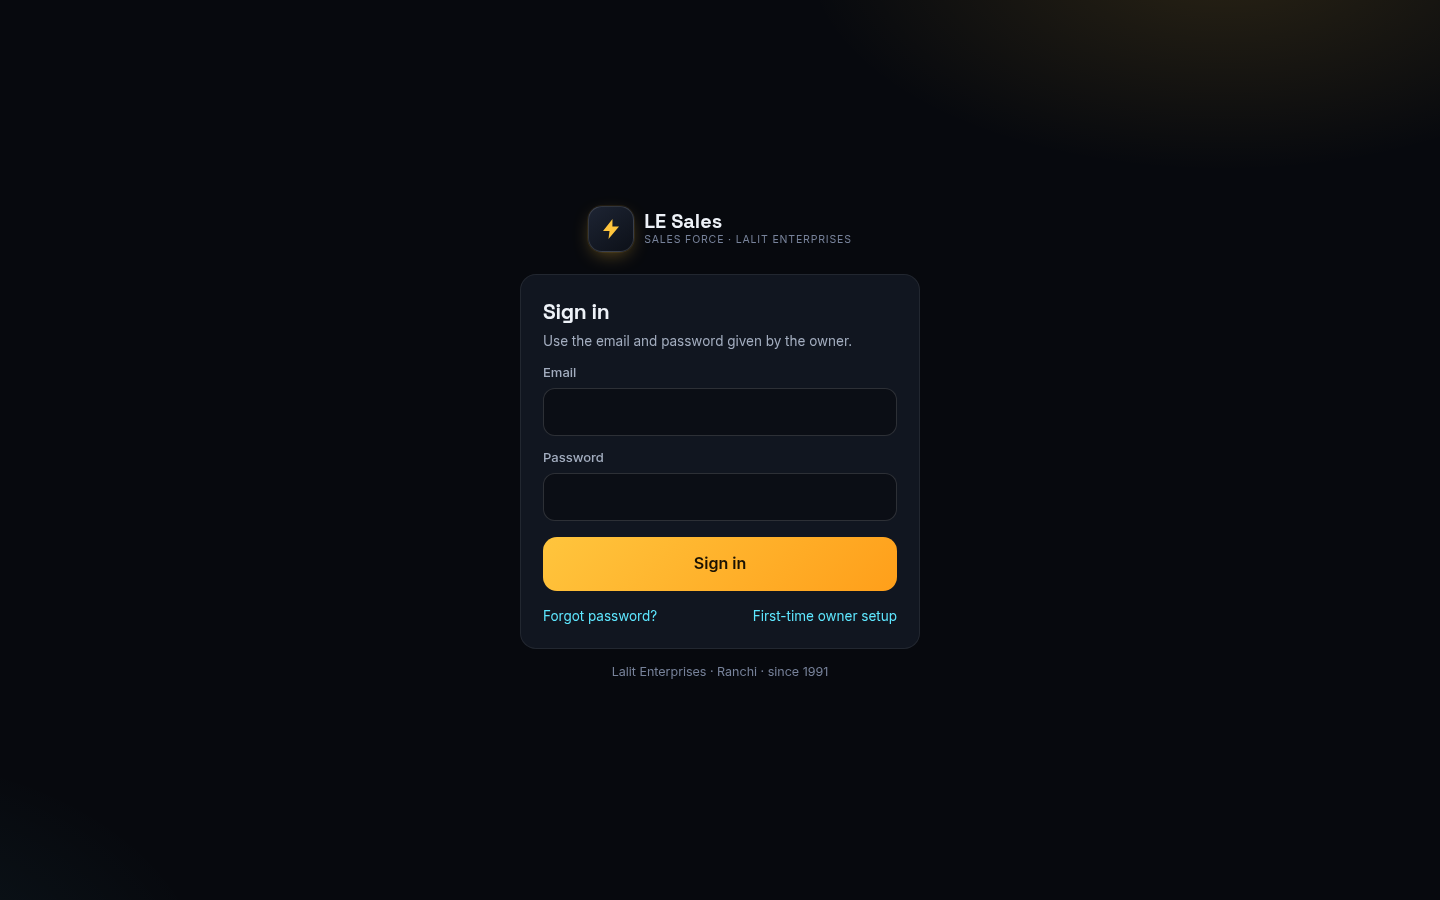 LE Sales
SALES FORCE · LALIT ENTERPRISES
Sign in
Use the email and password given by the owner.
Email
Password
Sign in
Forgot password? First-time owner setup
Lalit Enterprises · Ranchi · since 1991